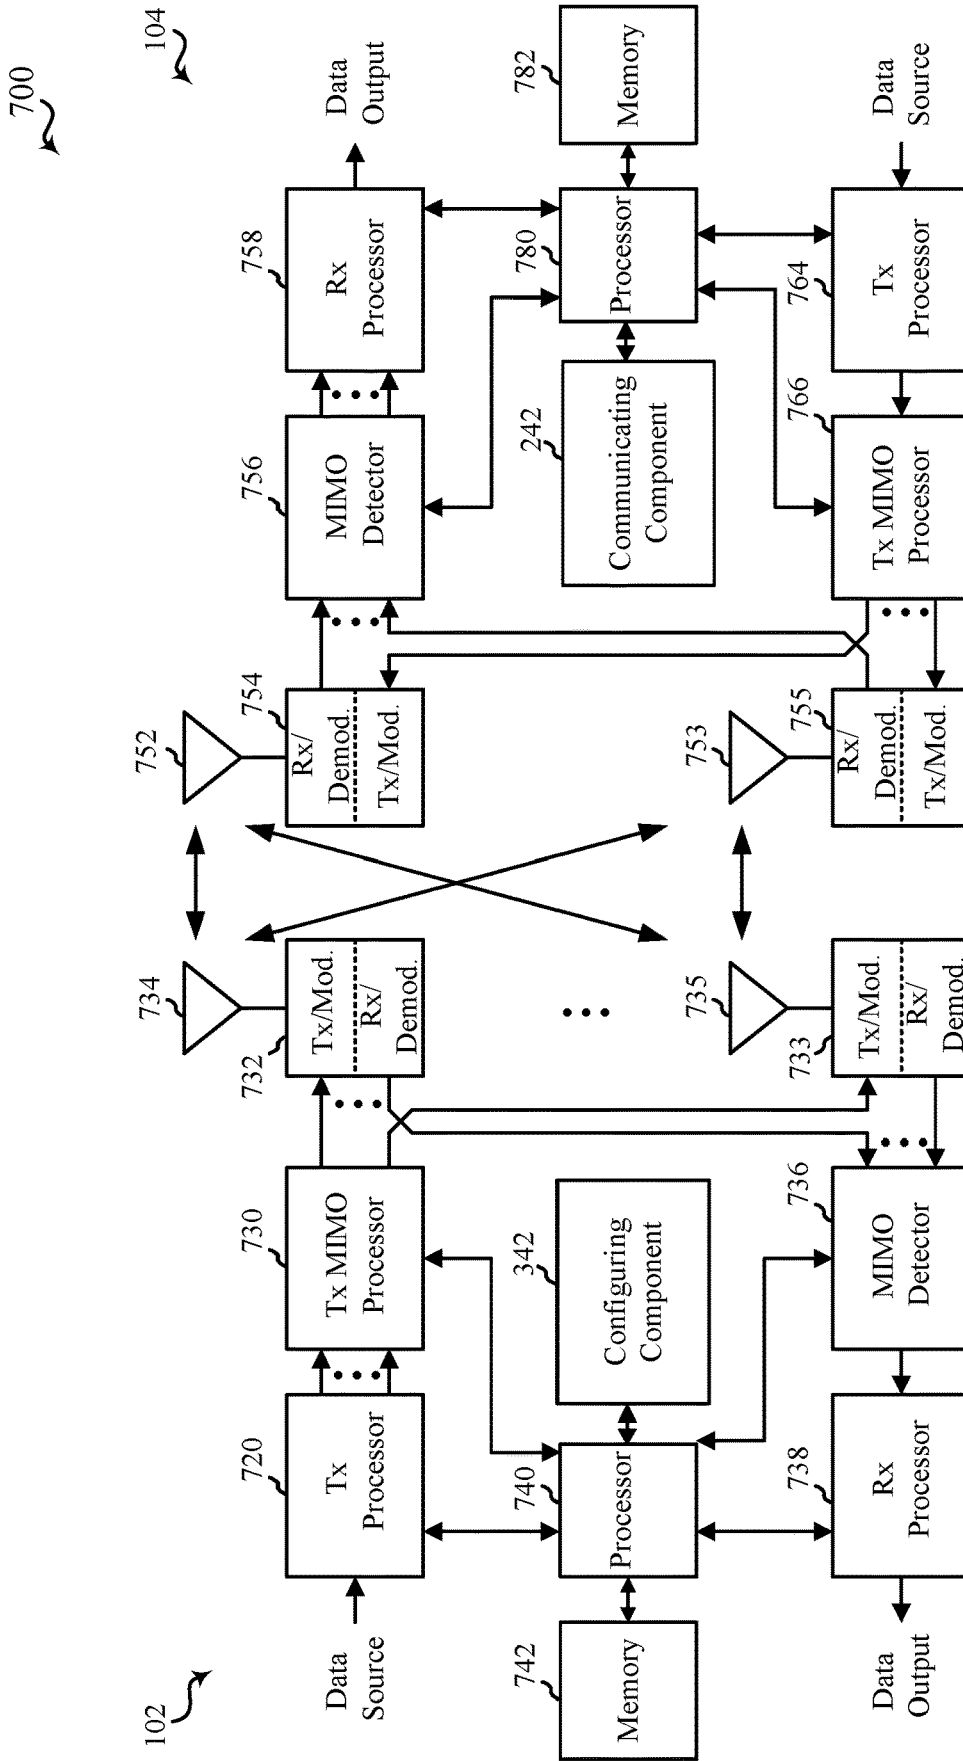 700
102
104
734
752
Data
Source
720
Tx
Processor
730
Tx MIMO
Processor
732
Tx/Mod.
Rx/
Demod.
754
Rx/
Demod.
Tx/Mod.
756
MIMO
Detector
758
Rx
Processor
Data
Output
742
Memory
740
Processor
342
Configuring
Component
242
Communicating
Component
780
Processor
782
Memory
735
753
Data
Output
738
Rx
Processor
736
MIMO
Detector
733
Tx/Mod.
Rx/
Demod.
755
Rx/
Demod.
Tx/Mod.
766
Tx MIMO
Processor
764
Tx
Processor
Data
Source